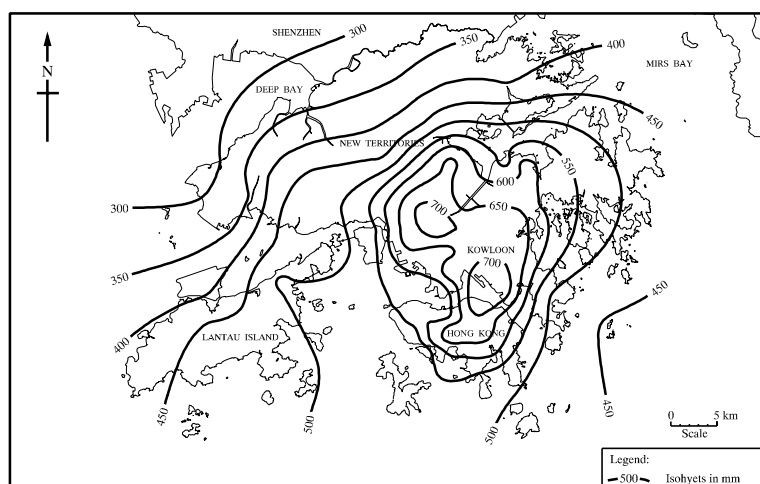 SHENZHEN
300
350
400
N
MIRS BAY
DEEP BAY
450
NEW TERRITORIES
550
600
300
700
650
KOWLOON
700
350
450
400
LANTAU ISLAND
HONG KONG
450
500
450
500
0 5 km
Scale
Legend:
500 Isohyets in mm